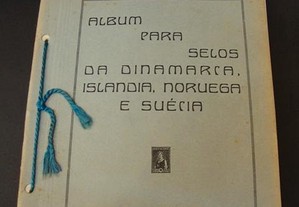 ALBUM
PARA
SELOS
DA DINAMARCA,
ISLANDIA, NORUEGA
E SUÉCIA